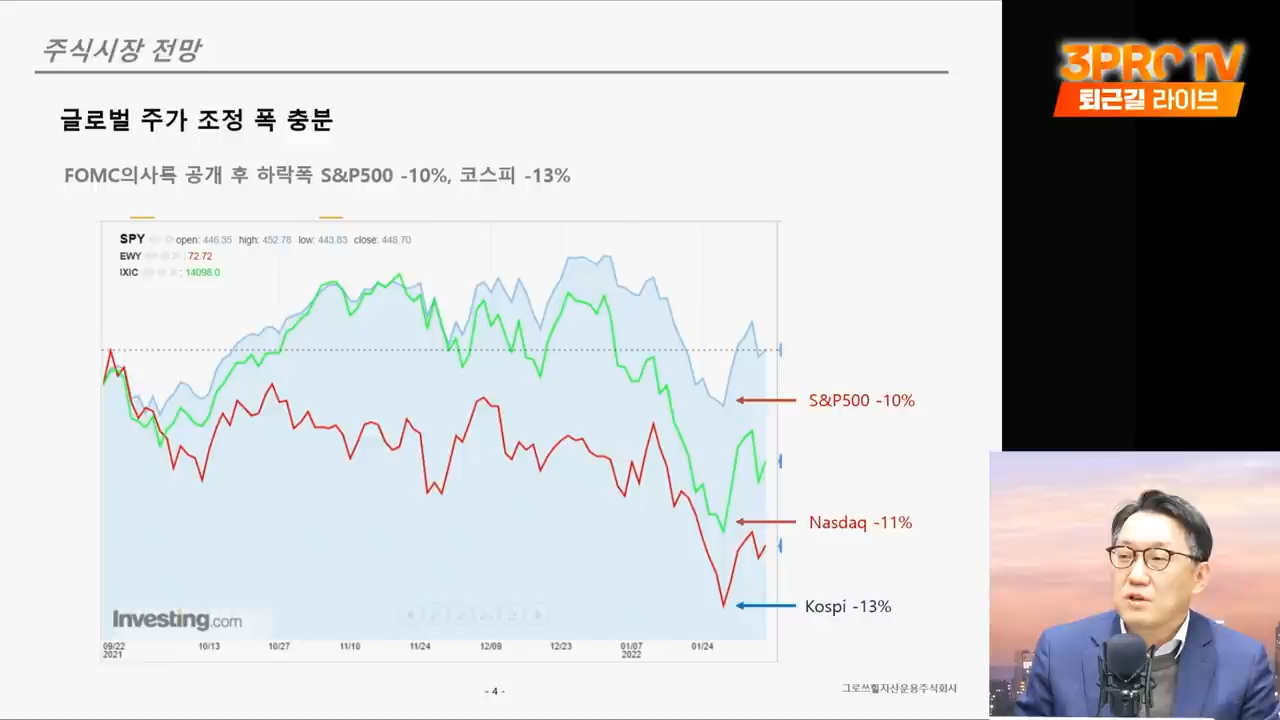 주식시장 전망
3PRO TV
퇴근길 라이브
글로벌 주가 조정 폭 충분
FOMC의사록 공개 후 하락폭 S&P500 -10%, 코스피 -13%
SPY open: 446.35 high: 452.78 low: 443.83 close: 448.70
EWY : 72.72
IXIC : 14098.0
S&P500 -10%
Nasdaq -11%
Kospi -13%
Investing.com
09/22 10/13 10/27 11/10 11/24 12/09 12/23 01/07 01/24
2021 2022
- 4 -
그로쓰힐자산운용주식회사